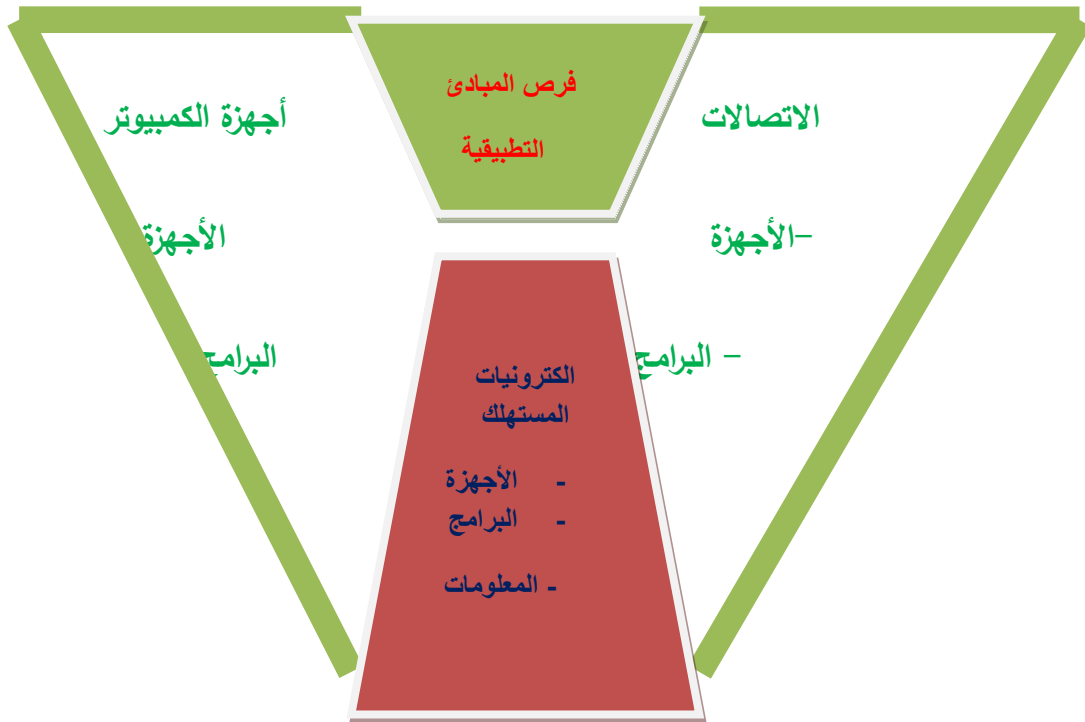 فرص المبادئ
التطبيقية
الاتصالات
–الأجهزة
– البرامج
أجهزة الكمبيوتر
الأجهزة
البرامج
الكترونيات
المستهلك
- الأجهزة
- البرامج
- المعلومات